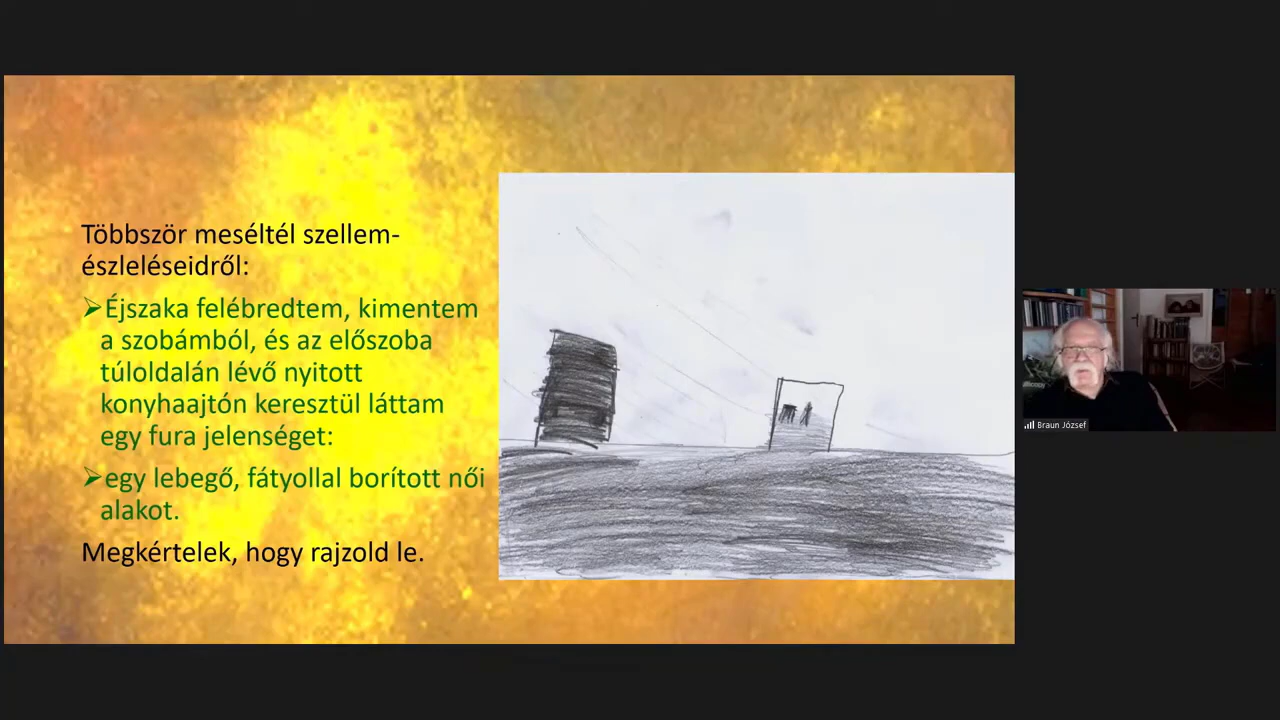 Többször meséltél szellem-
észleléseidről:
➢Éjszaka felébredtem, kimentem
a szobámból, és az előszoba
túloldalán lévő nyitott
konyhaajtón keresztül láttam
egy fura jelenséget:
➢egy lebegő, fátyollal borított női
alakot.
Megkértelek, hogy rajzold le.
Braun József